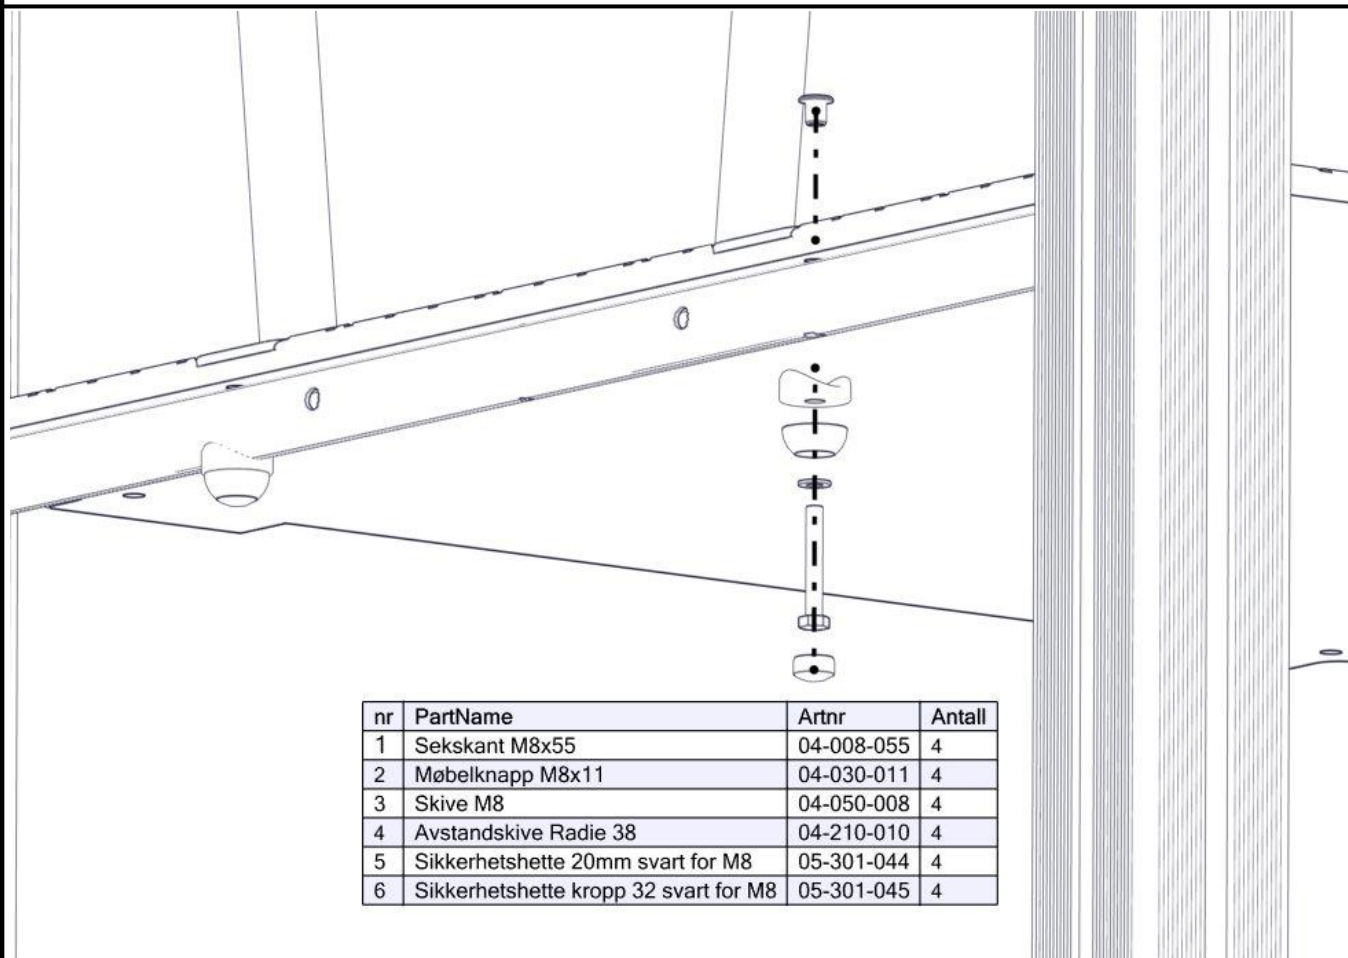 nr PartName Artnr Antall
1 Sekskant M8x55 04-008-055 4
2 Møbelknapp M8x11 04-030-011 4
3 Skive M8 04-050-008 4
4 Avstandskive Radie 38 04-210-010 4
5 Sikkerhetshette 20mm svart for M8 05-301-044 4
6 Sikkerhetshette kropp 32 svart for M8 05-301-045 4